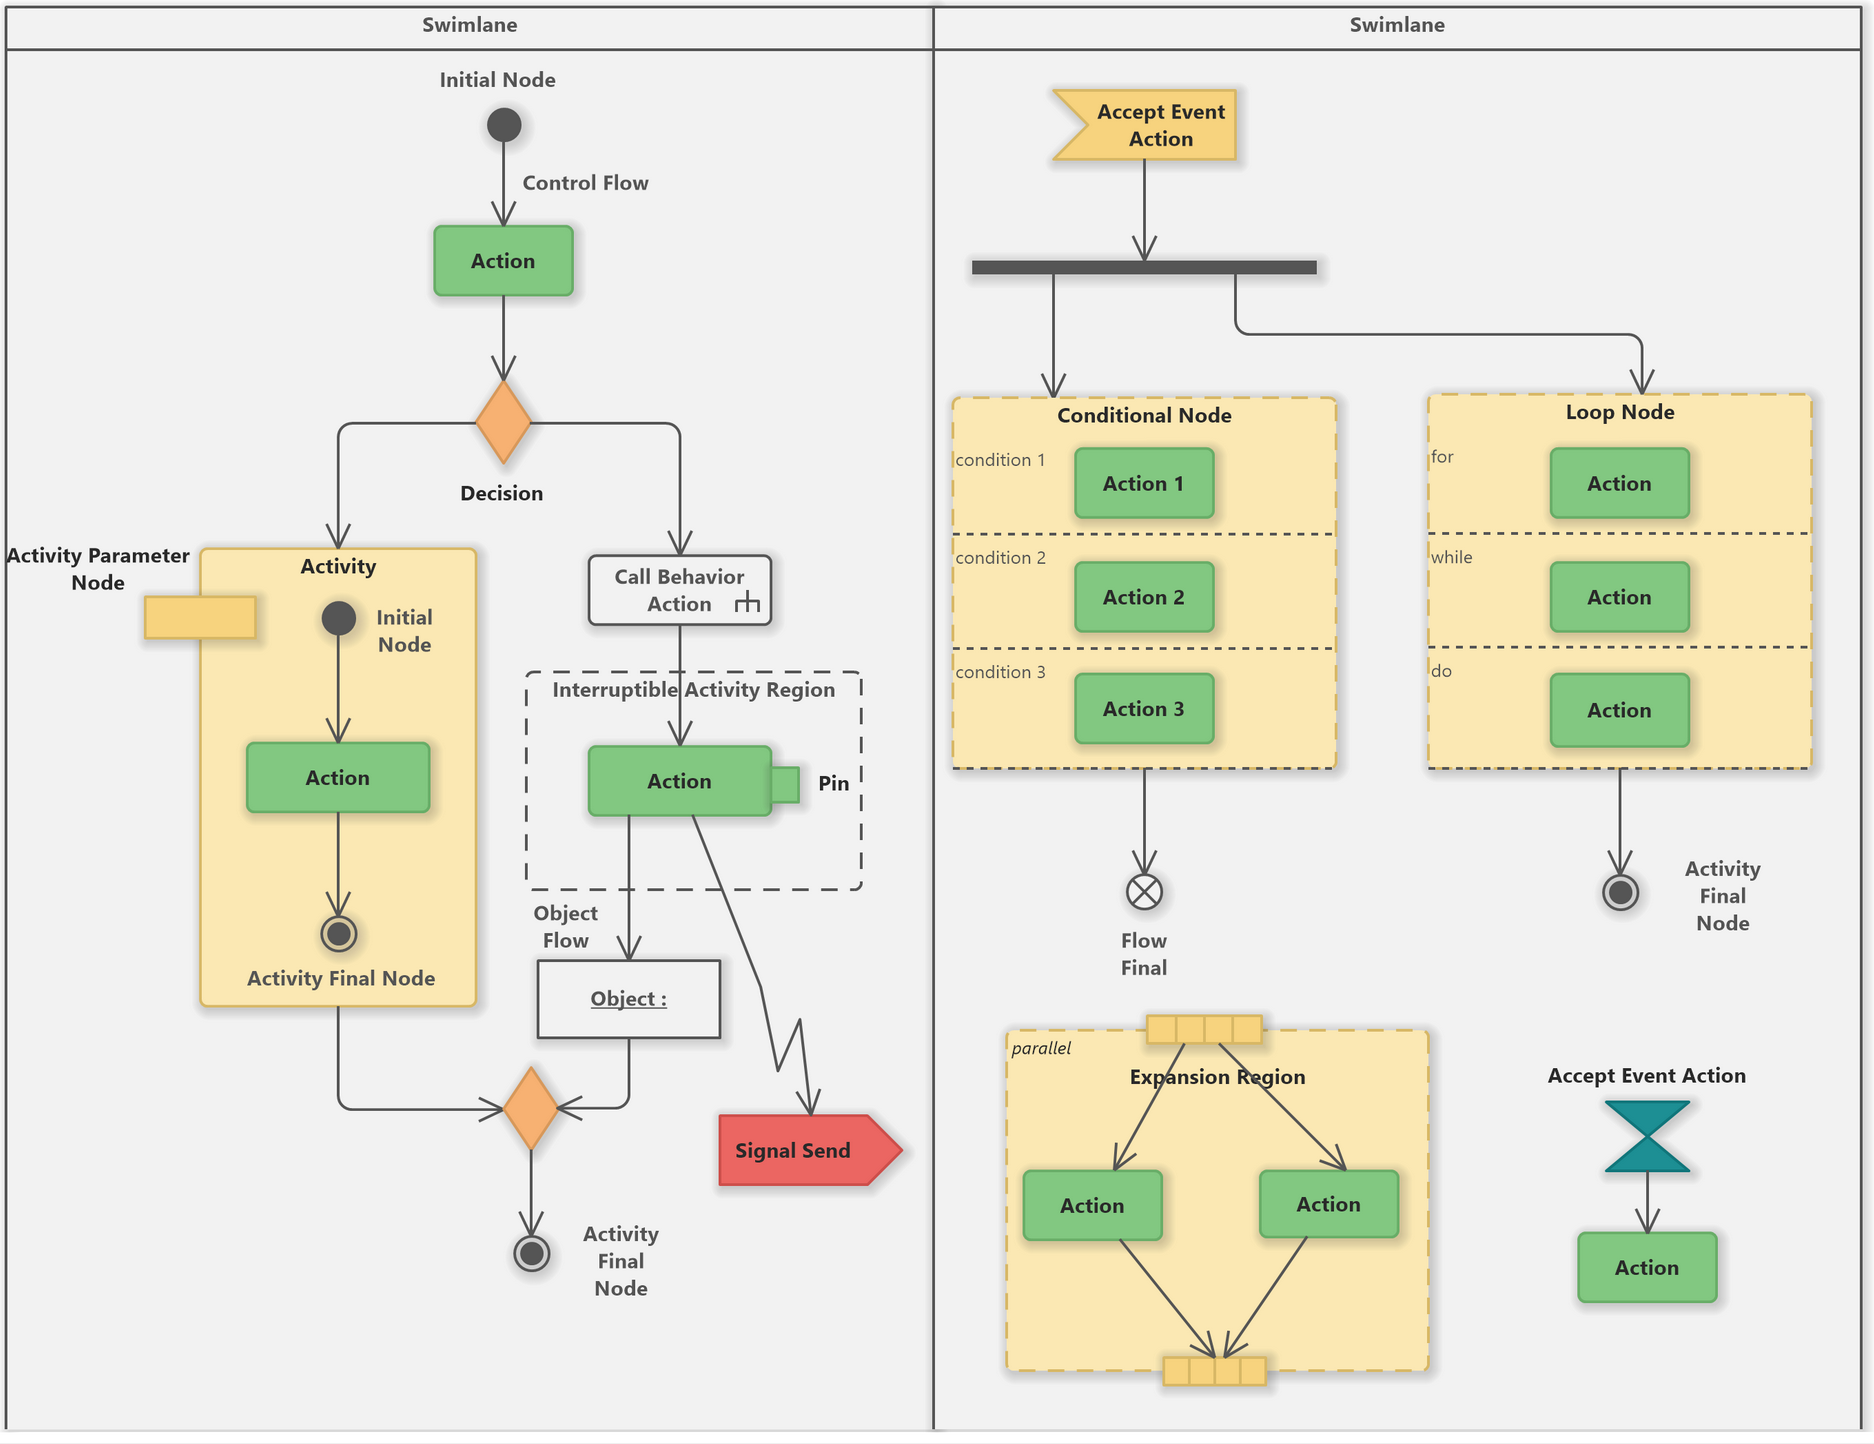 Swimlane
Initial Node
Control Flow
Action
Decision
Activity Parameter
Node
Activity
Initial
Node
Action
Activity Final Node
Call Behavior
Action
Interruptible Activity Region
Action
Pin
Object
Flow
Object :
Signal Send
Activity
Final
Node
Swimlane
Accept Event
Action
Conditional Node
condition 1
Action 1
condition 2
Action 2
condition 3
Action 3
Loop Node
for
Action
while
Action
do
Action
Flow
Final
Activity
Final
Node
parallel
Expansion Region
Action
Action
Accept Event Action
Action